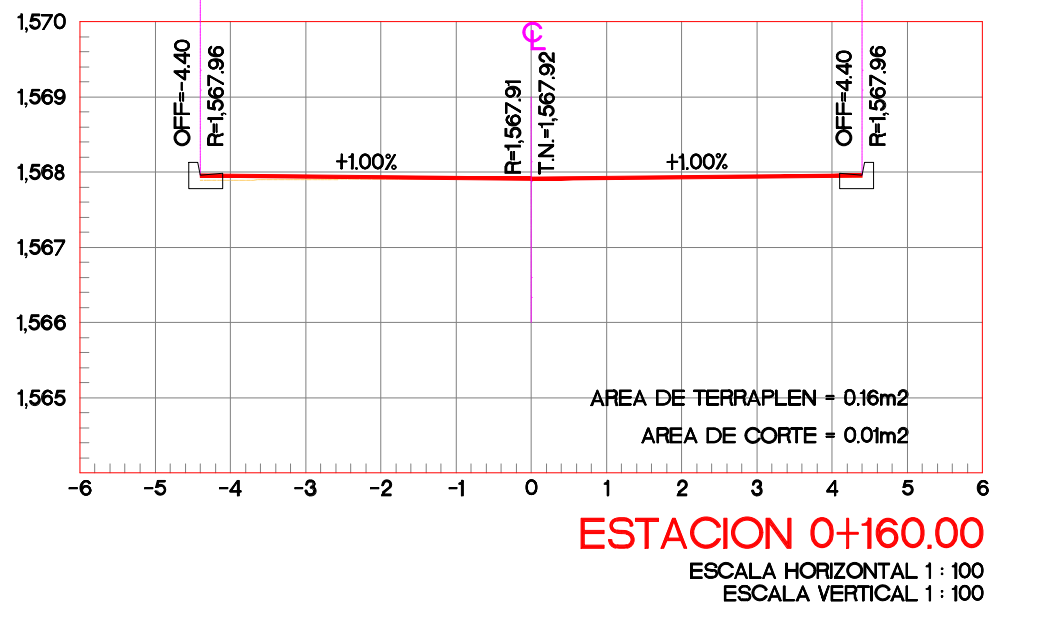 1,570
1,569
1,568
1,567
1,566
1,565
OFF=-4.40
R=1,567.96
+1.00%
CL
R=1,567.91
T.N.=1,567.92
+1.00%
OFF=4.40
R=1,567.96
AREA DE TERRAPLEN = 0.16m2
AREA DE CORTE = 0.01m2
-6 -5 -4 -3 -2 -1 0 1 2 3 4 5 6
ESTACION 0+160.00
ESCALA HORIZONTAL 1 : 100
ESCALA VERTICAL 1 : 100